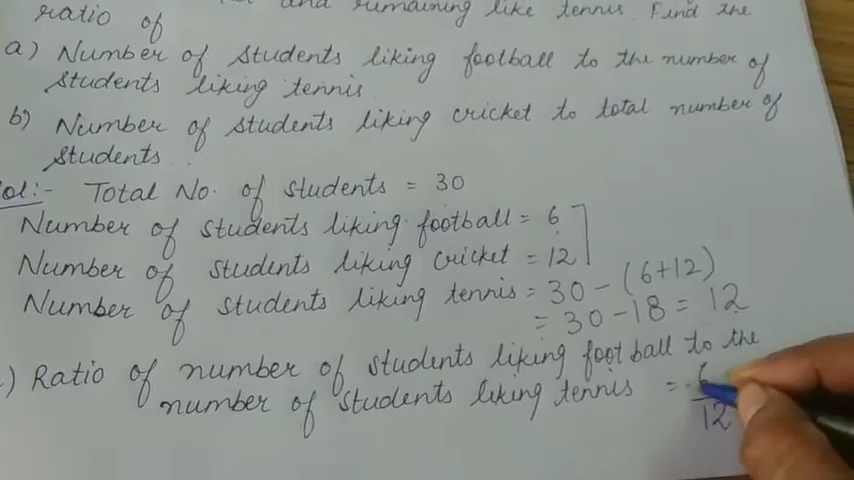 and remaining like tennis. Find the
ratio of
a) Number of students liking football to the number of
students liking tennis
b) Number of students liking cricket to total number of
students.
ol:- Total No. of students = 30
Number of students liking football = 6
Number of students liking cricket = 12
Number of students liking tennis = 30 - (6+12)
= 30 - 18 = 12
) Ratio of number of students liking football to the
number of students liking tennis = 6/12